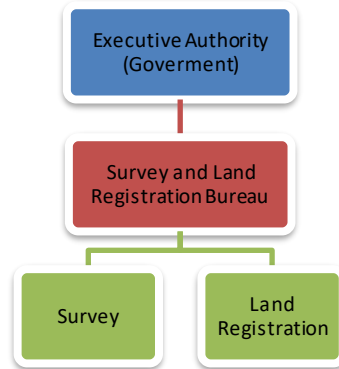 Executive Authority
(Goverment)
Survey and Land
Registration Bureau
Survey
Land
Registration